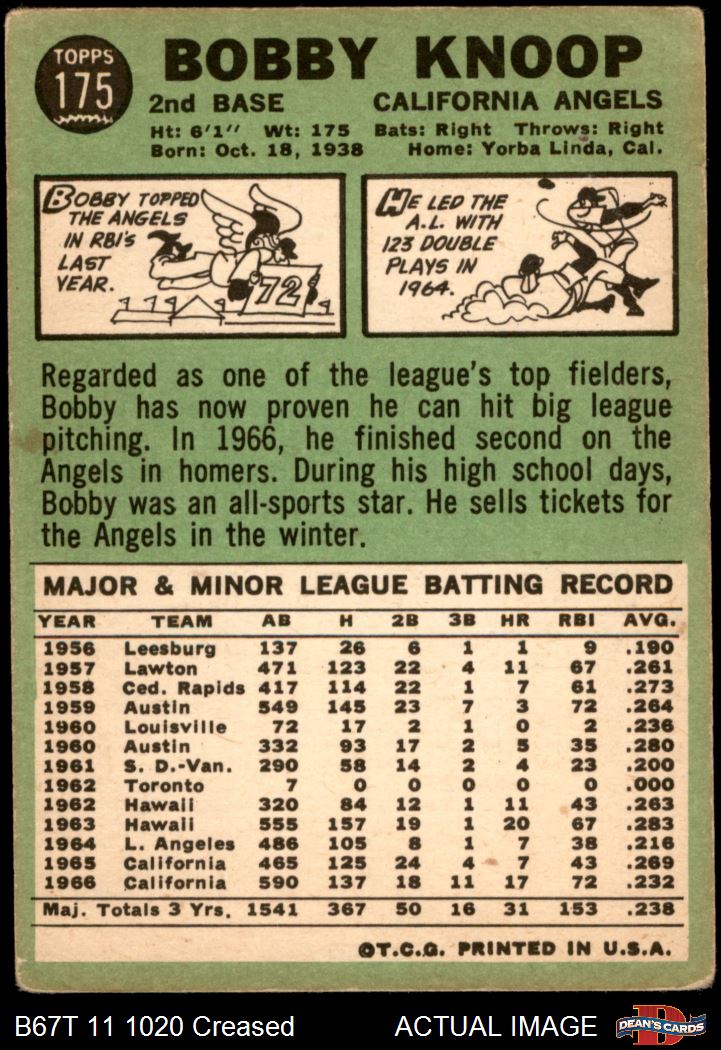 TOPPS
175
BOBBY KNOOP
2nd BASE CALIFORNIA ANGELS
Ht: 6'1'' Wt: 175 Bats: Right Throws: Right
Born: Oct. 18, 1938 Home: Yorba Linda, Cal.
BOBBY TOPPED
THE ANGELS
IN RBI's
LAST
YEAR.
72
HE LED THE
A.L. WITH
123 DOUBLE
PLAYS IN
1964.
Regarded as one of the league's top fielders,
Bobby has now proven he can hit big league
pitching. In 1966, he finished second on the
Angels in homers. During his high school days,
Bobby was an all-sports star. He sells tickets for
the Angels in the winter.
MAJOR & MINOR LEAGUE BATTING RECORD
YEAR TEAM AB H 2B 3B HR RBI AVG.
1956 Leesburg 137 26 6 1 1 9 .190
1957 Lawton 471 123 22 4 11 67 .261
1958 Ced. Rapids 417 114 22 1 7 61 .273
1959 Austin 549 145 23 7 3 72 .264
1960 Louisville 72 17 2 1 0 2 .236
1960 Austin 332 93 17 2 5 35 .280
1961 S. D.-Van. 290 58 14 2 4 23 .200
1962 Toronto 7 0 0 0 0 0 .000
1962 Hawaii 320 84 12 1 11 43 .263
1963 Hawaii 555 157 19 1 20 67 .283
1964 L. Angeles 486 105 8 1 7 38 .216
1965 California 465 125 24 4 7 43 .269
1966 California 590 137 18 11 17 72 .232
Maj. Totals 3 Yrs. 1541 367 50 16 31 153 .238
©T.C.G. PRINTED IN U.S.A.
B67T 11 1020 Creased ACTUAL IMAGE
D
DEAN'S CARDS